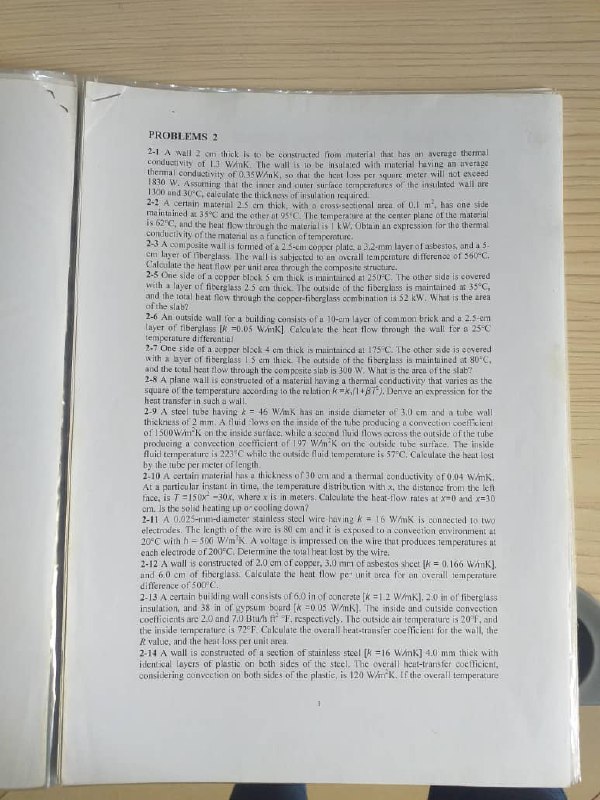 PROBLEMS 2
2-1 A wall 2 cm thick is to be constructed from material that has an average thermal
conductivity of 1.3 W/mK. The wall is to be insulated with material having an average
thermal conductivity of 0.35W/mK, so that the heat loss per square meter will not exceed
1830 W. Assuming that the inner and outer surface temperatures of the insulated wall are
1300 and 30°C, calculate the thickness of insulation required.
2-2 A certain material 2.5 cm thick, with a cross-sectional area of 0.1 m², has one side
maintained at 35°C and the other at 95°C. The temperature at the center plane of the material
is 62°C, and the heat flow through the material is 1 kW. Obtain an expression for the thermal
conductivity of the material as a function of temperature.
2-3 A composite wall is formed of a 2.5-cm copper plate, a 3.2-mm layer of asbestos, and a 5-
cm layer of fiberglass. The wall is subjected to an overall temperature difference of 560°C.
Calculate the heat flow per unit area through the composite structure.
2-5 One side of a copper block 5 cm thick is maintained at 250°C. The other side is covered
with a layer of fiberglass 2.5 cm thick. The outside of the fiberglass is maintained at 35°C,
and the total heat flow through the copper-fiberglass combination is 52 kW. What is the area
of the slab?
2-6 An outside wall for a building consists of a 10-cm layer of common brick and a 2.5-cm
layer of fiberglass [k =0.05 W/mK]. Calculate the heat flow through the wall for a 25°C
temperature differential.
2-7 One side of a copper block 4 cm thick is maintained at 175°C. The other side is covered
with a layer of fiberglass 1.5 cm thick. The outside of the fiberglass is maintained at 80°C,
and the total heat flow through the composite slab is 300 W. What is the area of the slab?
2-8 A plane wall is constructed of a material having a thermal conductivity that varies as the
square of the temperature according to the relation k=k₀(1+βT²). Derive an expression for the
heat transfer in such a wall.
2-9 A steel tube having k = 46 W/mK has an inside diameter of 3.0 cm and a tube wall
thickness of 2 mm. A fluid flows on the inside of the tube producing a convection coefficient
of 1500W/m²K on the inside surface, while a second fluid flows across the outside of the tube
producing a convection coefficient of 197 W/m²K on the outside tube surface. The inside
fluid temperature is 223°C while the outside fluid temperature is 57°C. Calculate the heat lost
by the tube per meter of length.
2-10 A certain material has a thickness of 30 cm and a thermal conductivity of 0.04 W/mK.
At a particular instant in time, the temperature distribution with x, the distance from the left
face, is T =150x² −30x, where x is in meters. Calculate the heat-flow rates at x=0 and x=30
cm. Is the solid heating up or cooling down?
2-11 A 0.025-mm-diameter stainless steel wire having k = 16 W/mK is connected to two
electrodes. The length of the wire is 80 cm and it is exposed to a convection environment at
20°C with h = 500 W/m²K. A voltage is impressed on the wire that produces temperatures at
each electrode of 200°C. Determine the total heat lost by the wire.
2-12 A wall is constructed of 2.0 cm of copper, 3.0 mm of asbestos sheet [k = 0.166 W/mK],
and 6.0 cm of fiberglass. Calculate the heat flow per unit area for an overall temperature
difference of 500°C.
2-13 A certain building wall consists of 6.0 in of concrete [k =1.2 W/mK], 2.0 in of fiberglass
insulation, and 38 in of gypsum board [k =0.05 W/mK]. The inside and outside convection
coefficients are 2.0 and 7.0 Btu/h ft² °F, respectively. The outside air temperature is 20°F, and
the inside temperature is 72°F. Calculate the overall heat-transfer coefficient for the wall, the
R value, and the heat loss per unit area.
2-14 A wall is constructed of a section of stainless steel [k =16 W/mK] 4.0 mm thick with
identical layers of plastic on both sides of the steel. The overall heat-transfer coefficient,
considering convection on both sides of the plastic, is 120 W/m²K. If the overall temperature